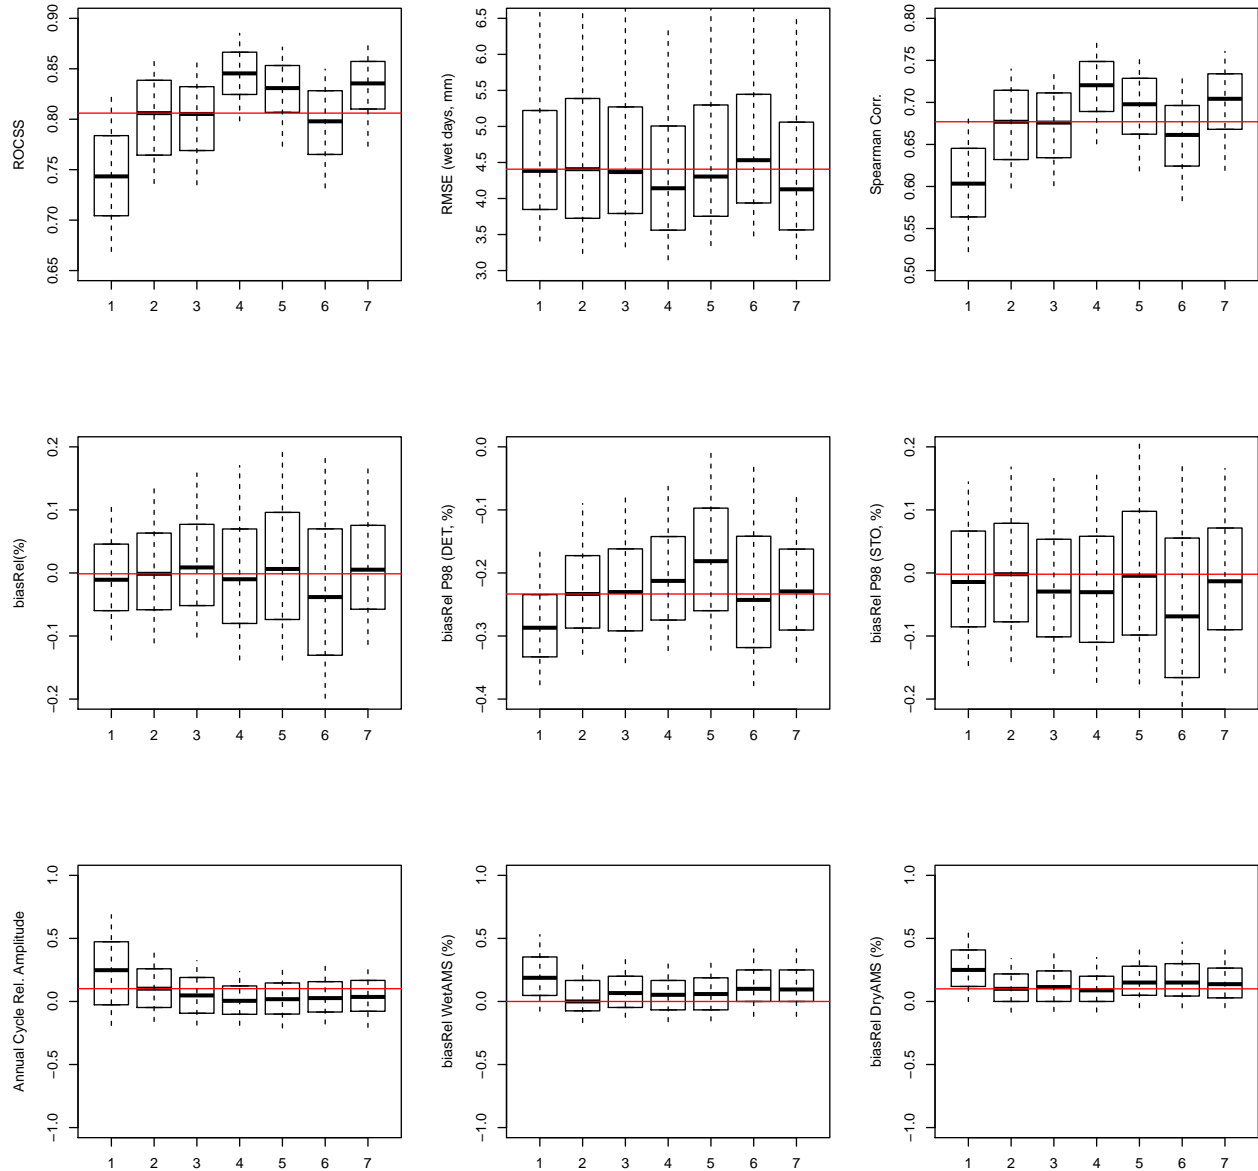 ROCSS
0.65 0.70 0.75 0.80 0.85 0.90
1 2 3 4 5 6 7
RMSE (wet days, mm)
3.0 3.5 4.0 4.5 5.0 5.5 6.0 6.5
1 2 3 4 5 6 7
Spearman Corr.
0.50 0.55 0.60 0.65 0.70 0.75 0.80
1 2 3 4 5 6 7
biasRel(%)
−0.2 −0.1 0.0 0.1 0.2
1 2 3 4 5 6 7
biasRel P98 (DET, %)
−0.4 −0.3 −0.2 −0.1 0.0
1 2 3 4 5 6 7
biasRel P98 (STO, %)
−0.2 −0.1 0.0 0.1 0.2
1 2 3 4 5 6 7
Annual Cycle Rel. Amplitude
−1.0 −0.5 0.0 0.5 1.0
1 2 3 4 5 6 7
biasRel WetAMS (%)
−1.0 −0.5 0.0 0.5 1.0
1 2 3 4 5 6 7
biasRel DryAMS (%)
−1.0 −0.5 0.0 0.5 1.0
1 2 3 4 5 6 7